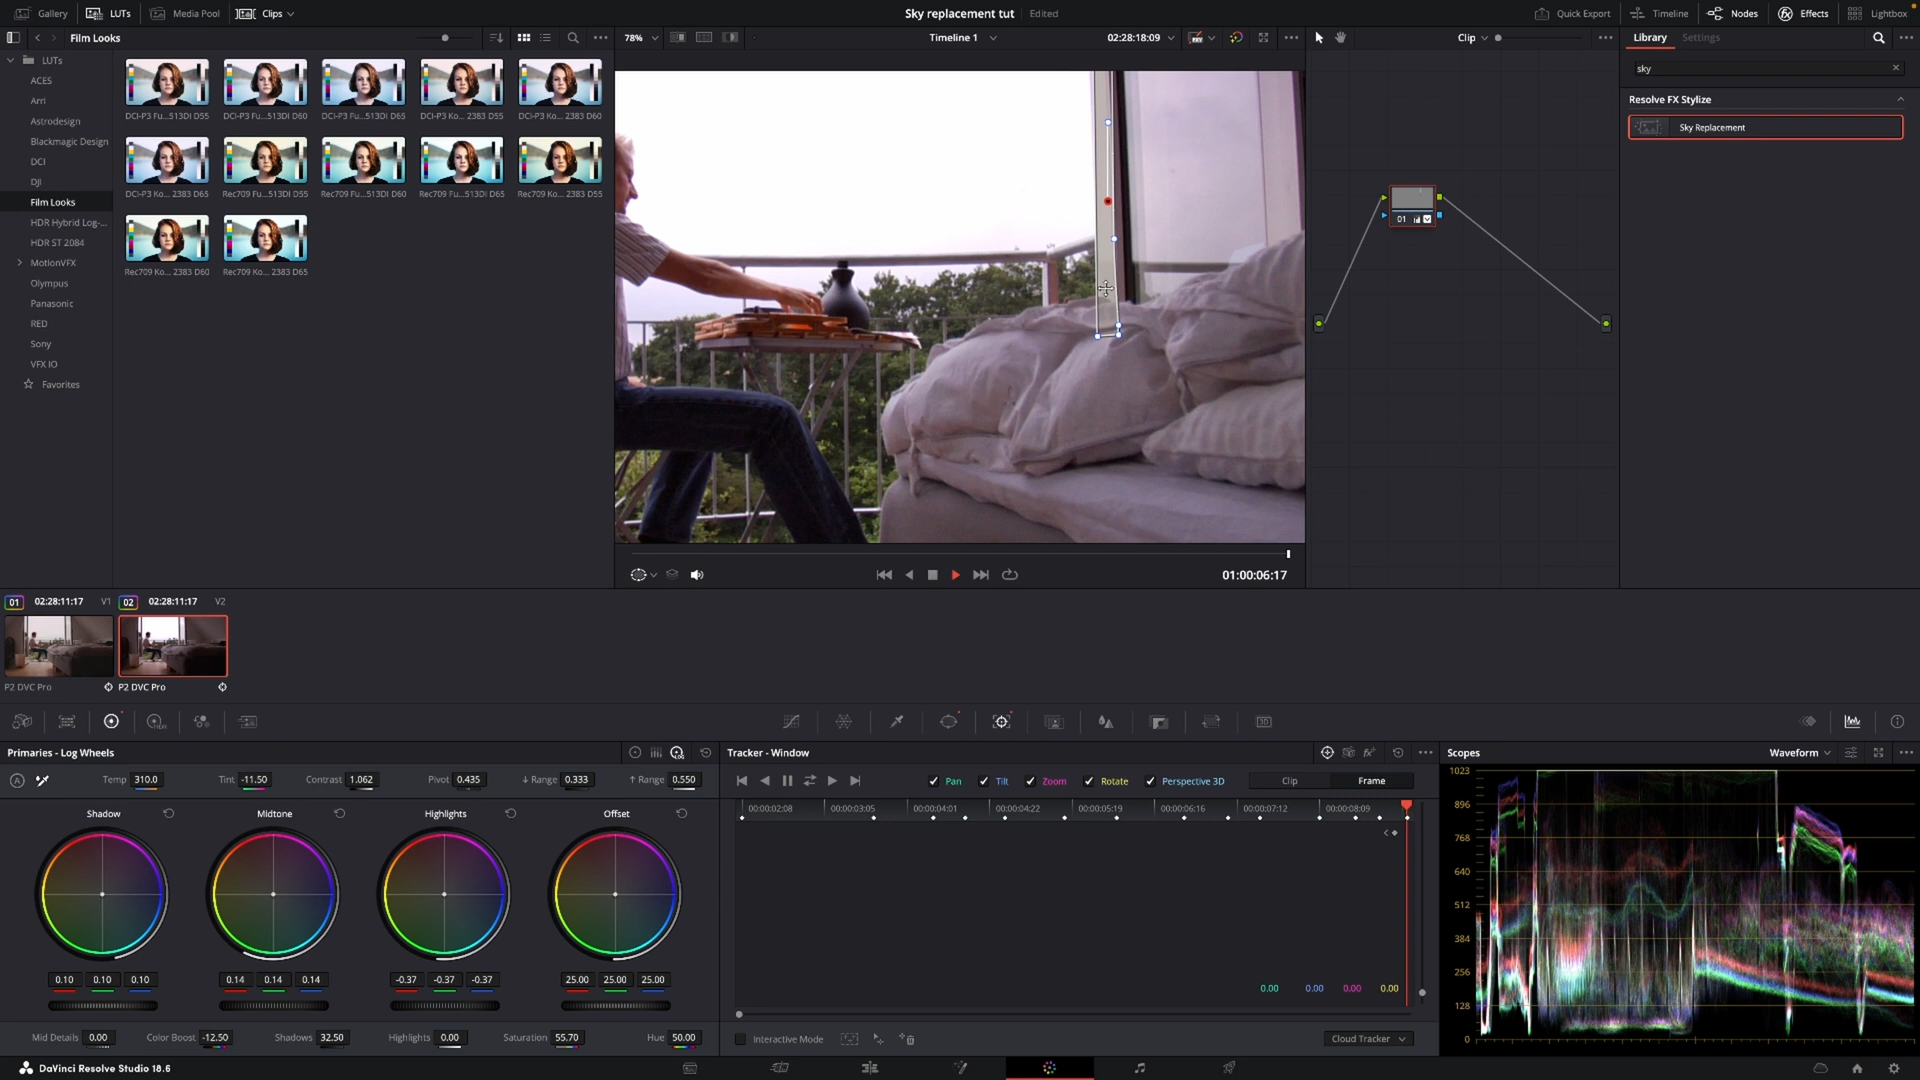 Gallery LUTs Media Pool Clips Sky replacement tut Edited Quick Export Timeline Nodes Effects Lightbox
Film Looks 78% Timeline 1 02:28:18:09 Clip Library Settings
LUTs
ACES
Arri
Astrodesign
Blackmagic Design
DCI
DJI
Film Looks
HDR Hybrid Log-...
HDR ST 2084
MotionVFX
Olympus
Panasonic
RED
Sony
VFX IO
Favorites
DCI-P3 Fu...513DI D55 DCI-P3 Fu...513DI D60 DCI-P3 Fu...513DI D65 DCI-P3 Ko... 2383 D55 DCI-P3 Ko... 2383 D60
DCI-P3 Ko... 2383 D65 Rec709 Fu...513DI D55 Rec709 Fu...513DI D60 Rec709 Fu...513DI D65 Rec709 Ko... 2383 D55
Rec709 Ko... 2383 D60 Rec709 Ko... 2383 D65
01
sky
Resolve FX Stylize
Sky Replacement
01:00:06:17
01 02:28:11:17 V1 02 02:28:11:17 V2
P2 DVC Pro P2 DVC Pro
Primaries - Log Wheels
Temp 310.0 Tint -11.50 Contrast 1.062 Pivot 0.435 ↓ Range 0.333 ↑ Range 0.550
Shadow Midtone Highlights Offset
0.10 0.10 0.10 0.14 0.14 0.14 -0.37 -0.37 -0.37 25.00 25.00 25.00
Mid Details 0.00 Color Boost -12.50 Shadows 32.50 Highlights 0.00 Saturation 55.70 Hue 50.00
Tracker - Window
Pan Tilt Zoom Rotate Perspective 3D Clip Frame
00:00:02:08 00:00:03:05 00:00:04:01 00:00:04:22 00:00:05:19 00:00:06:16 00:00:07:12 00:00:08:09
0.00 0.00 0.00 0.00
Interactive Mode Cloud Tracker
Scopes Waveform
1023
896
768
640
512
384
256
128
0
DaVinci Resolve Studio 18.6